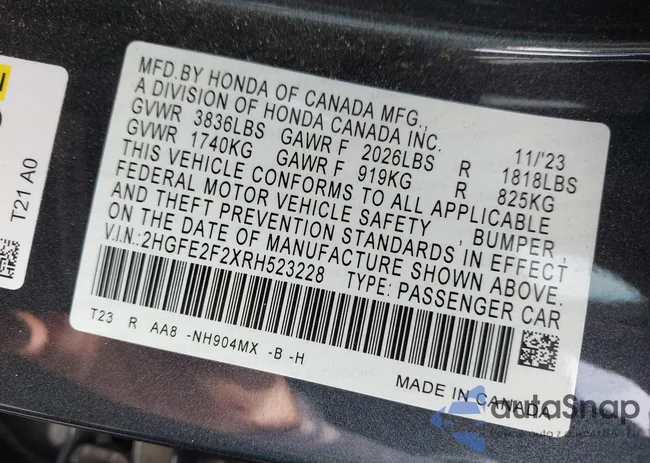 N
T21 A0
MFD.BY HONDA OF CANADA MFG.,
A DIVISION OF HONDA CANADA INC. 11/'23
GVWR 3836LBS GAWR F 2026LBS R 1818LBS
GVWR 1740KG GAWR F 919KG R 825KG
THIS VEHICLE CONFORMS TO ALL APPLICABLE
FEDERAL MOTOR VEHICLE SAFETY , BUMPER ,
AND THEFT PREVENTION STANDARDS IN EFFECT
ON THE DATE OF MANUFACTURE SHOWN ABOVE.
V.I.N.:2HGFE2F2XRH523228 TYPE: PASSENGER CAR
T23 R AA8 -NH904MX -B -H
MADE IN CANADA
autoSnap